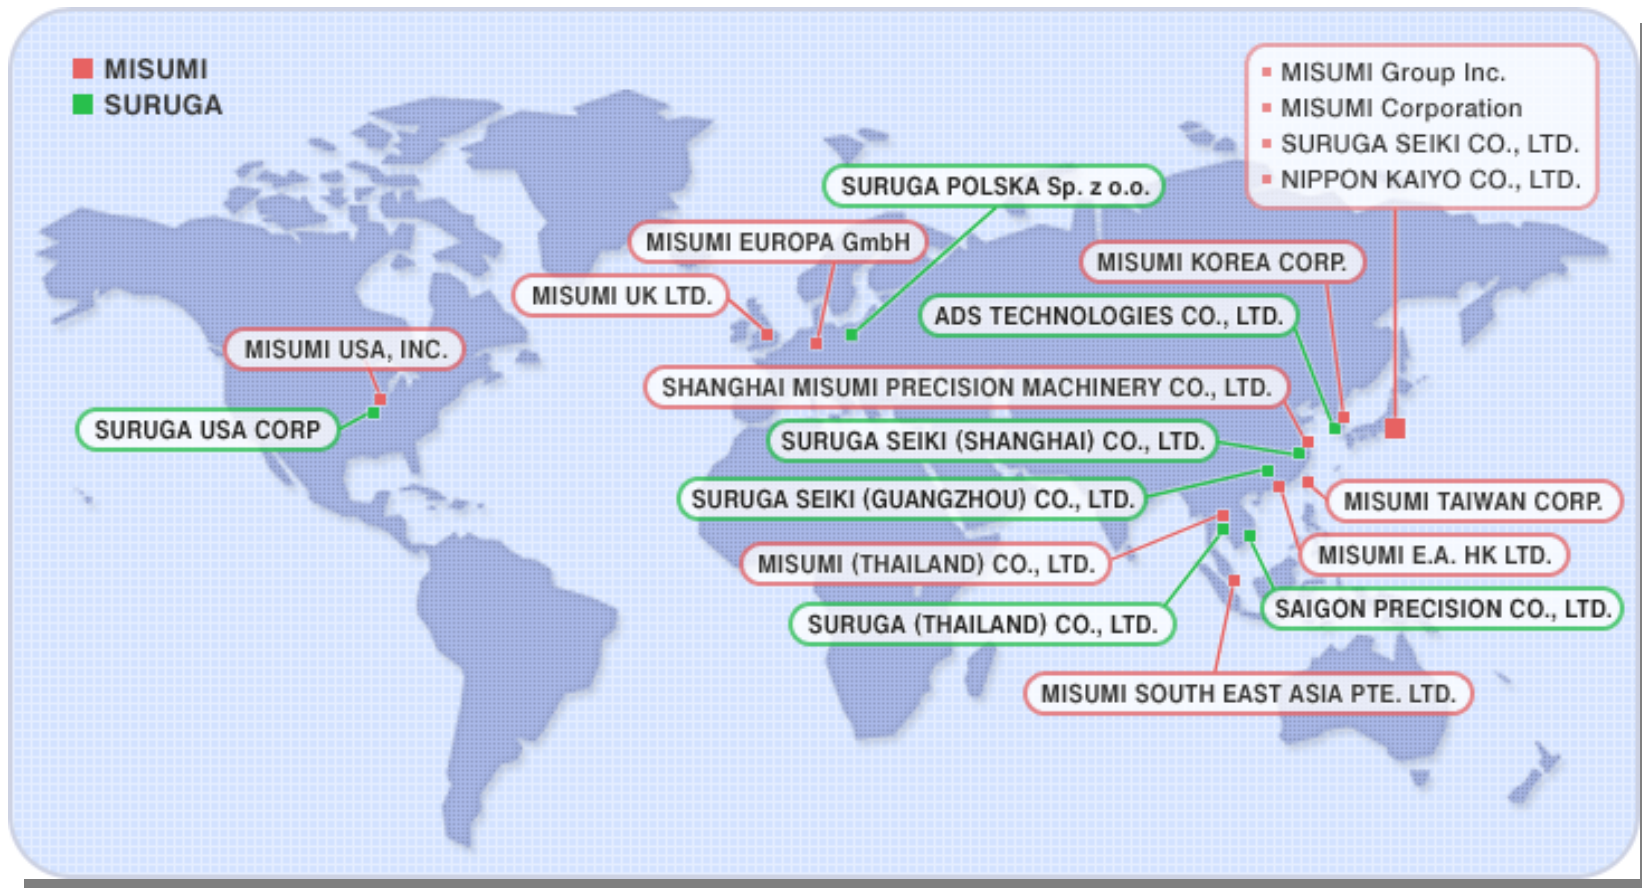 MISUMI
SURUGA
MISUMI Group Inc.
MISUMI Corporation
SURUGA SEIKI CO., LTD.
NIPPON KAIYO CO., LTD.
SURUGA POLSKA Sp. z o.o.
MISUMI EUROPA GmbH
MISUMI KOREA CORP.
MISUMI UK LTD.
ADS TECHNOLOGIES CO., LTD.
MISUMI USA, INC.
SHANGHAI MISUMI PRECISION MACHINERY CO., LTD.
SURUGA USA CORP
SURUGA SEIKI (SHANGHAI) CO., LTD.
SURUGA SEIKI (GUANGZHOU) CO., LTD.
MISUMI TAIWAN CORP.
MISUMI (THAILAND) CO., LTD.
MISUMI E.A. HK LTD.
SURUGA (THAILAND) CO., LTD.
SAIGON PRECISION CO., LTD.
MISUMI SOUTH EAST ASIA PTE. LTD.